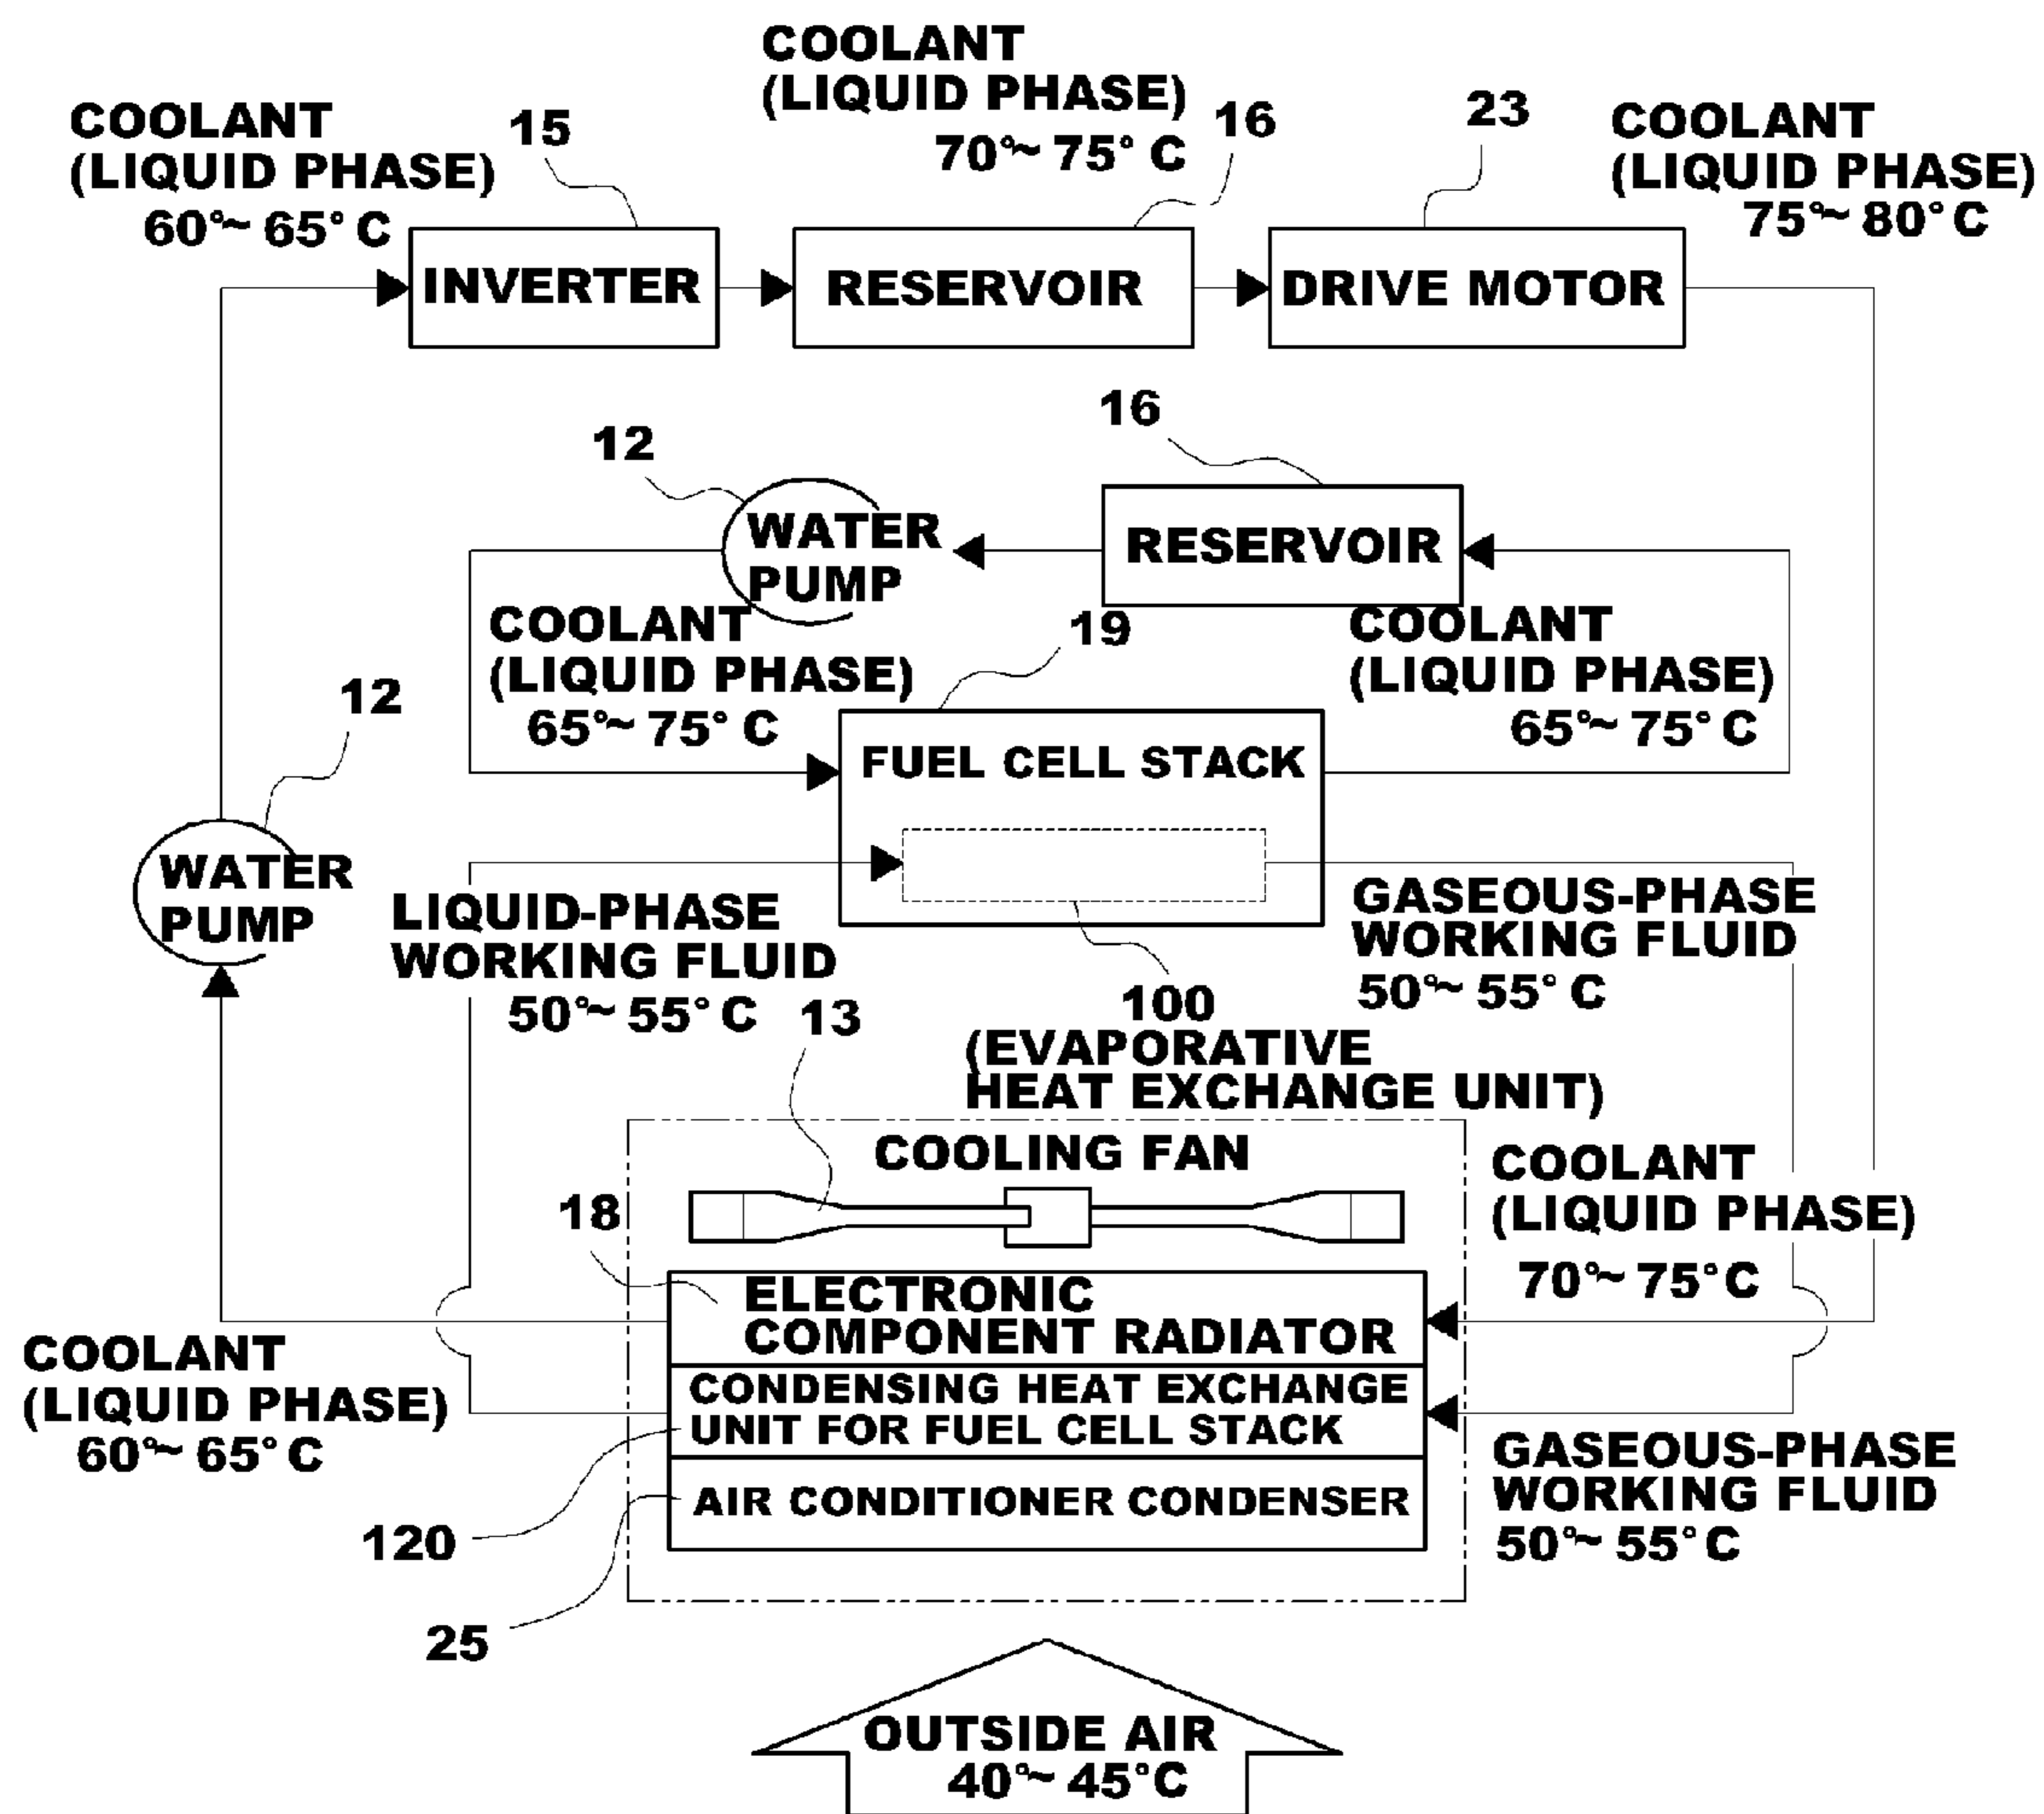 COOLANT
(LIQUID PHASE)
60°~ 65° C
15
COOLANT
(LIQUID PHASE)
70°~ 75° C
16
23
COOLANT
(LIQUID PHASE)
75°~ 80° C
INVERTER
RESERVOIR
DRIVE MOTOR
12
WATER
PUMP
16
RESERVOIR
COOLANT
(LIQUID PHASE)
65°~ 75° C
19
COOLANT
(LIQUID PHASE)
65°~ 75° C
FUEL CELL STACK
12
WATER
PUMP
LIQUID-PHASE
WORKING FLUID
50°~ 55° C
GASEOUS-PHASE
WORKING FLUID
50°~ 55° C
13
100
(EVAPORATIVE
HEAT EXCHANGE UNIT)
COOLING FAN
18
COOLANT
(LIQUID PHASE)
70°~ 75°C
ELECTRONIC
COMPONENT RADIATOR
COOLANT
(LIQUID PHASE)
60°~ 65° C
CONDENSING HEAT EXCHANGE
UNIT FOR FUEL CELL STACK
GASEOUS-PHASE
WORKING FLUID
50°~ 55° C
120
AIR CONDITIONER CONDENSER
25
OUTSIDE AIR
40°~ 45°C